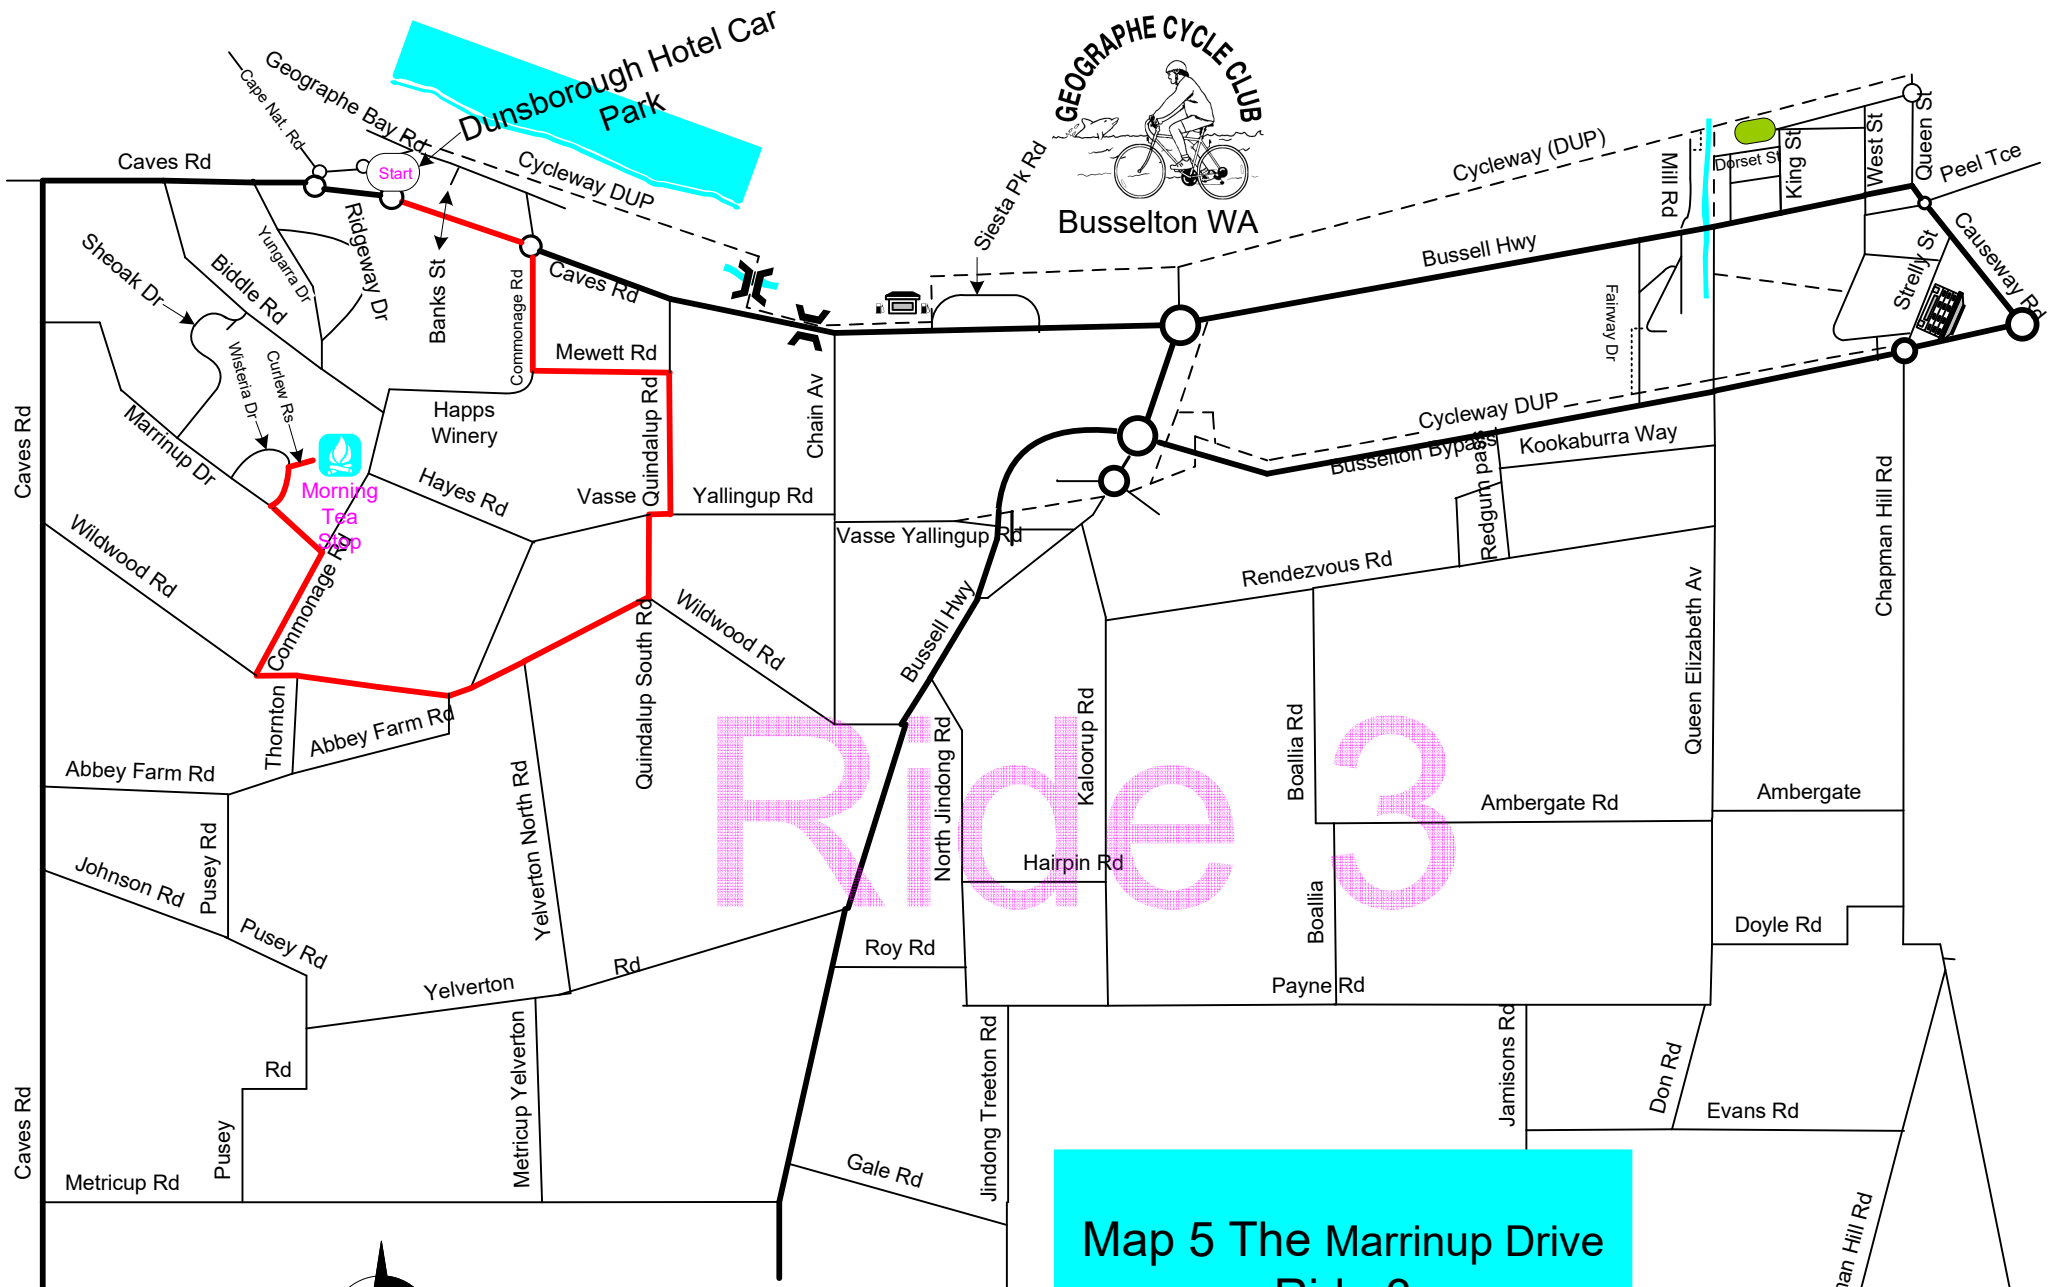 GEOGRAPHE CYCLE CLUB
Busselton WA
Dunsborough Hotel Car
Park
Geographe Bay Rd
Cape Nat. Rd
Caves Rd
Start
Cycleway DUP
Siesta Pk Rd
Cycleway (DUP)
Mill Rd
Dorset St
King St
West St
Queen St
Peel Tce
Causeway Rd
Strelly St
Bussell Hwy
Fairway Dr
Sheoak Dr
Biddle Rd
Yungarra Dr
Ridgeway Dr
Banks St
Commonage Rd
Caves Rd
Mewett Rd
Wisteria Dr
Curlew Rs
Happs
Winery
Quindalup Rd
Chain Av
Marrinup Dr
Morning
Tea
Stop
Hayes Rd
Vasse
Yallingup Rd
Vasse Yallingup Rd
Cycleway DUP
Busselton Bypass
Kookaburra Way
Redgum pass
Caves Rd
Wildwood Rd
Commonage Rd
Rendezvous Rd
Chapman Hill Rd
Queen Elizabeth Av
Quindalup South Rd
Wildwood Rd
Bussell Hwy
Thornton
Abbey Farm Rd
Abbey Farm Rd
Yelverton North Rd
North Jindong Rd
Kaloorup Rd
Boallia Rd
Ambergate Rd
Ambergate
Ride 3
Hairpin Rd
Johnson Rd
Pusey Rd
Pusey Rd
Boallia
Doyle Rd
Roy Rd
Yelverton
Rd
Payne Rd
Metricup Yelverton
Jindong Treeton Rd
Jamisons Rd
Don Rd
Evans Rd
Rd
Pusey
Caves Rd
Metricup Rd
Gale Rd
Map 5 The Marrinup Drive